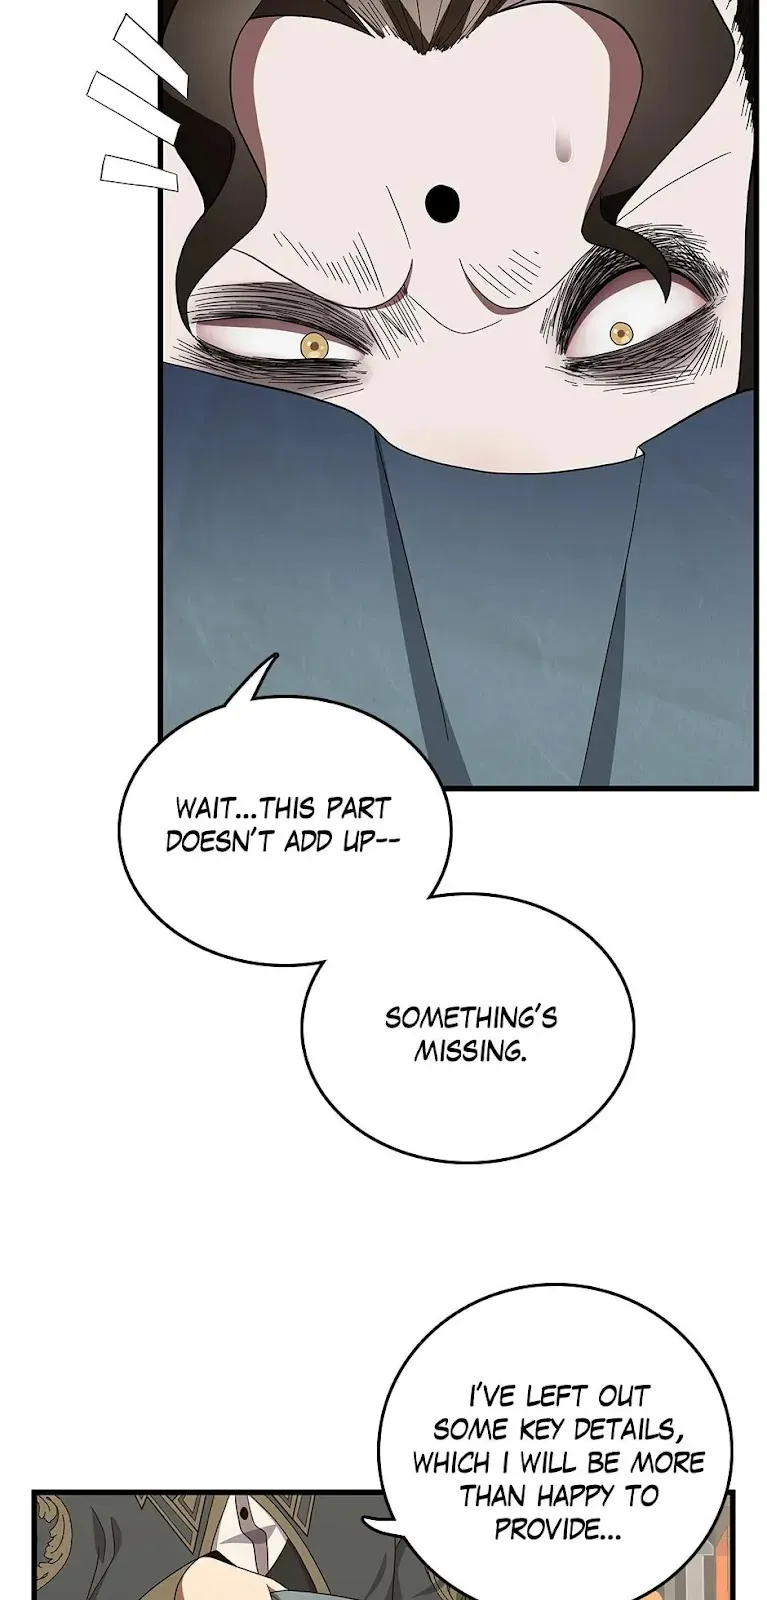 WAIT...THIS PART
DOESN'T ADD UP--
SOMETHING'S
MISSING.
I'VE LEFT OUT
SOME KEY DETAILS,
WHICH I WILL BE MORE
THAN HAPPY TO
PROVIDE...